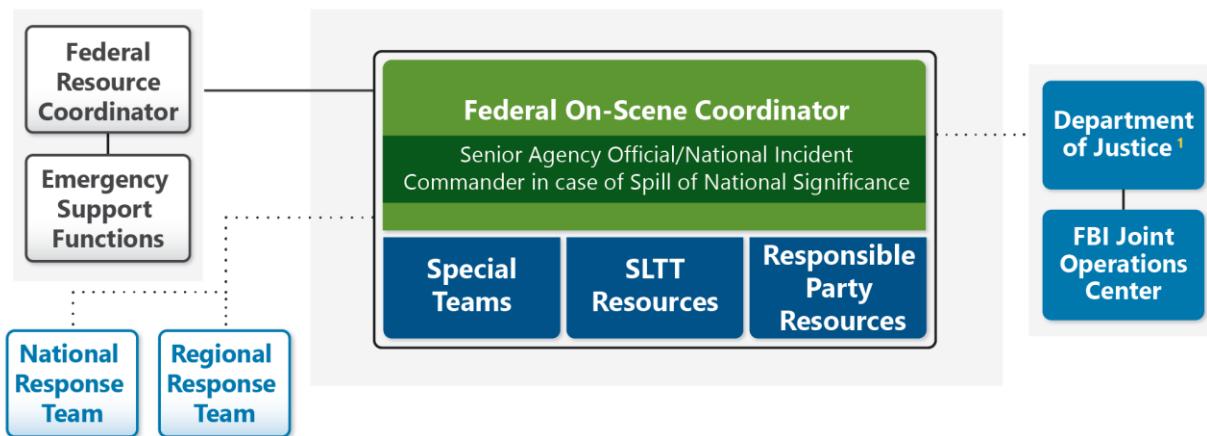 Federal
Resource
Coordinator
Emergency
Support
Functions
National
Response
Team
Regional
Response
Team
Federal On-Scene Coordinator
Senior Agency Official/National Incident
Commander in case of Spill of National Significance
Special
Teams
SLTT
Resources
Responsible
Party
Resources
Department
of Justice 1
FBI Joint
Operations
Center